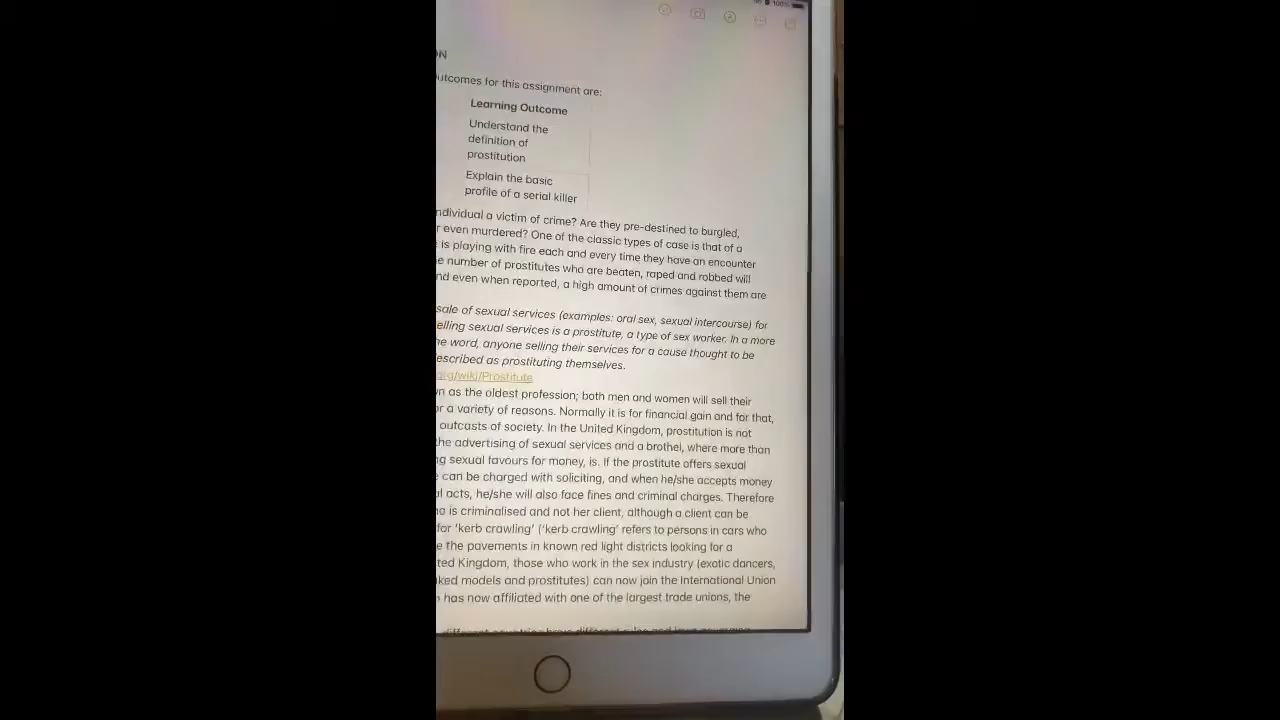 100%
ON
utcomes for this assignment are:
Learning Outcome
Understand the
definition of
prostitution
Explain the basic
profile of a serial killer
ndividual a victim of crime? Are they pre-destined to burgled,
r even murdered? One of the classic types of case is that of a
e is playing with fire each and every time they have an encounter
e number of prostitutes who are beaten, raped and robbed will
nd even when reported, a high amount of crimes against them are
sale of sexual services (examples: oral sex, sexual intercourse) for
elling sexual services is a prostitute, a type of sex worker. In a more
he word, anyone selling their services for a cause thought to be
escribed as prostituting themselves.
org/wiki/Prostitute
wn as the oldest profession; both men and women will sell their
or a variety of reasons. Normally it is for financial gain and for that,
outcasts of society. In the United Kingdom, prostitution is not
the advertising of sexual services and a brothel, where more than
ng sexual favours for money, is. If the prostitute offers sexual
e can be charged with soliciting, and when he/she accepts money
al acts, he/she will also face fines and criminal charges. Therefore
ho is criminalised and not her client, although a client can be
for 'kerb crawling' ('kerb crawling' refers to persons in cars who
e the pavements in known red light districts looking for a
ted Kingdom, those who work in the sex industry (exotic dancers,
ked models and prostitutes) can now join the International Union
has now affiliated with one of the largest trade unions, the